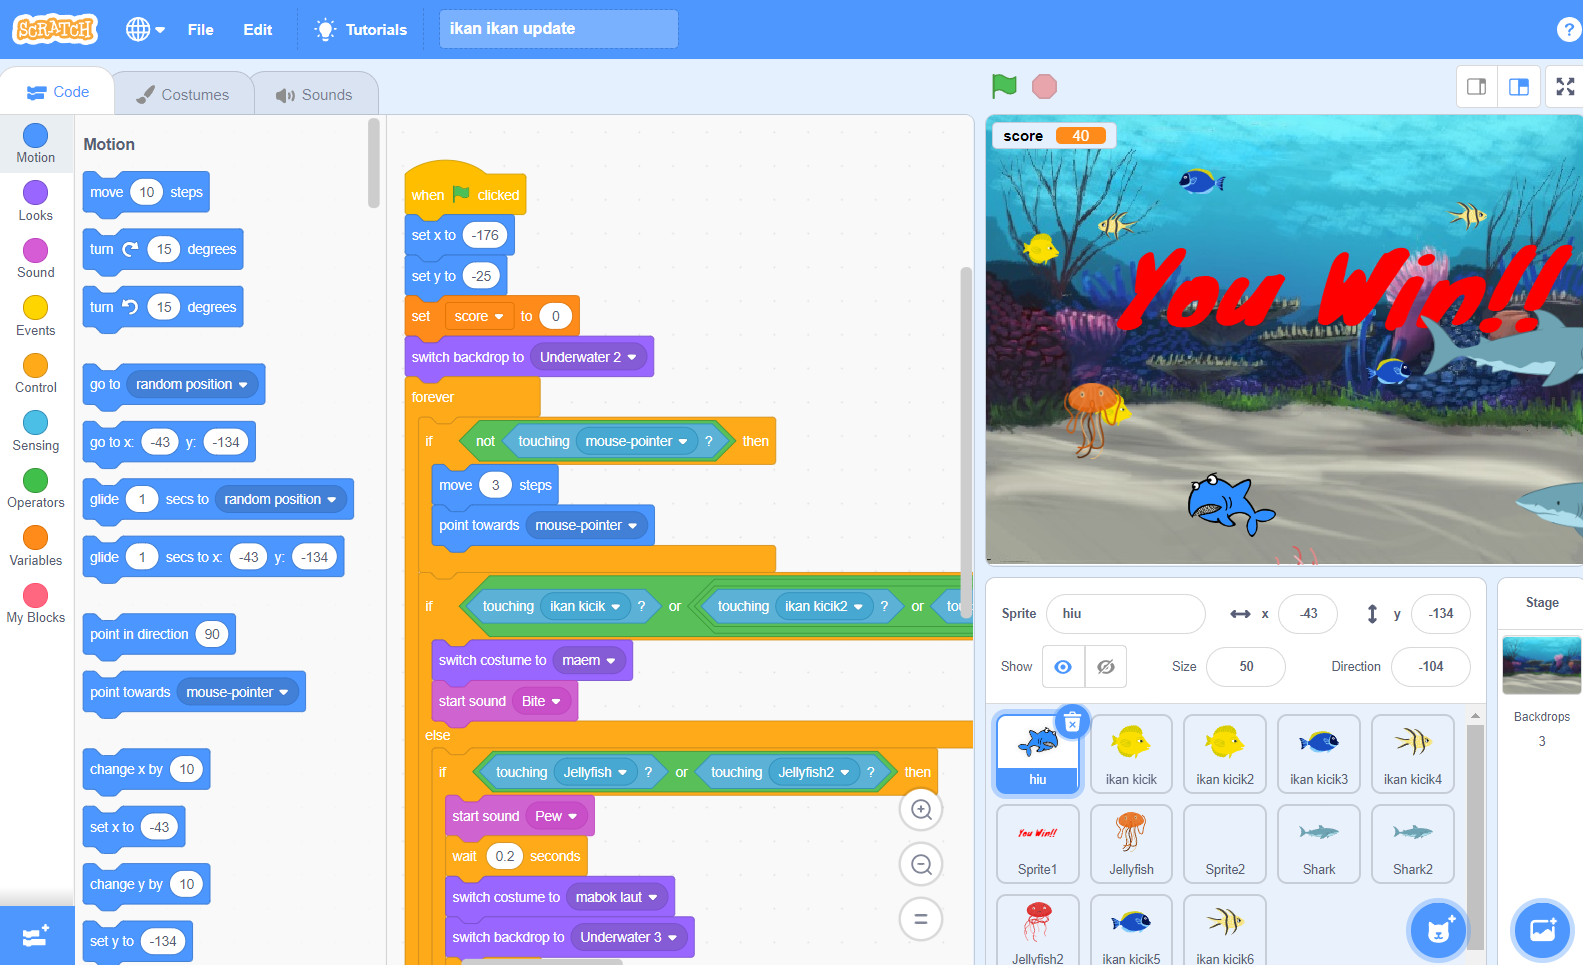 SCRATCH File Edit Tutorials ikan ikan update ?
Code Costumes Sounds
Motion
Looks
Sound
Events
Control
Sensing
Operators
Variables
My Blocks
Motion
move 10 steps
turn 15 degrees
turn 15 degrees
go to random position
go to x: -43 y: -134
glide 1 secs to random position
glide 1 secs to x: -43 y: -134
point in direction 90
point towards mouse-pointer
change x by 10
set x to -43
change y by 10
set y to -134
when clicked
set x to -176
set y to -25
set score to 0
switch backdrop to Underwater 2
forever
if not touching mouse-pointer ? then
move 3 steps
point towards mouse-pointer
if touching ikan kicik ? or touching ikan kicik2 ? or
switch costume to maem
start sound Bite
else
if touching Jellyfish ? or touching Jellyfish2 ? then
start sound Pew
wait 0.2 seconds
switch costume to mabok laut
switch backdrop to Underwater 3
score 40
You Win!!
Sprite hiu x -43 y -134
Show Size 50 Direction -104
hiu ikan kicik ikan kicik2 ikan kicik3 ikan kicik4
You Win!!
Sprite1 Jellyfish Sprite2 Shark Shark2
Jellyfish2 ikan kicik5 ikan kicik6
Stage
Backdrops
3